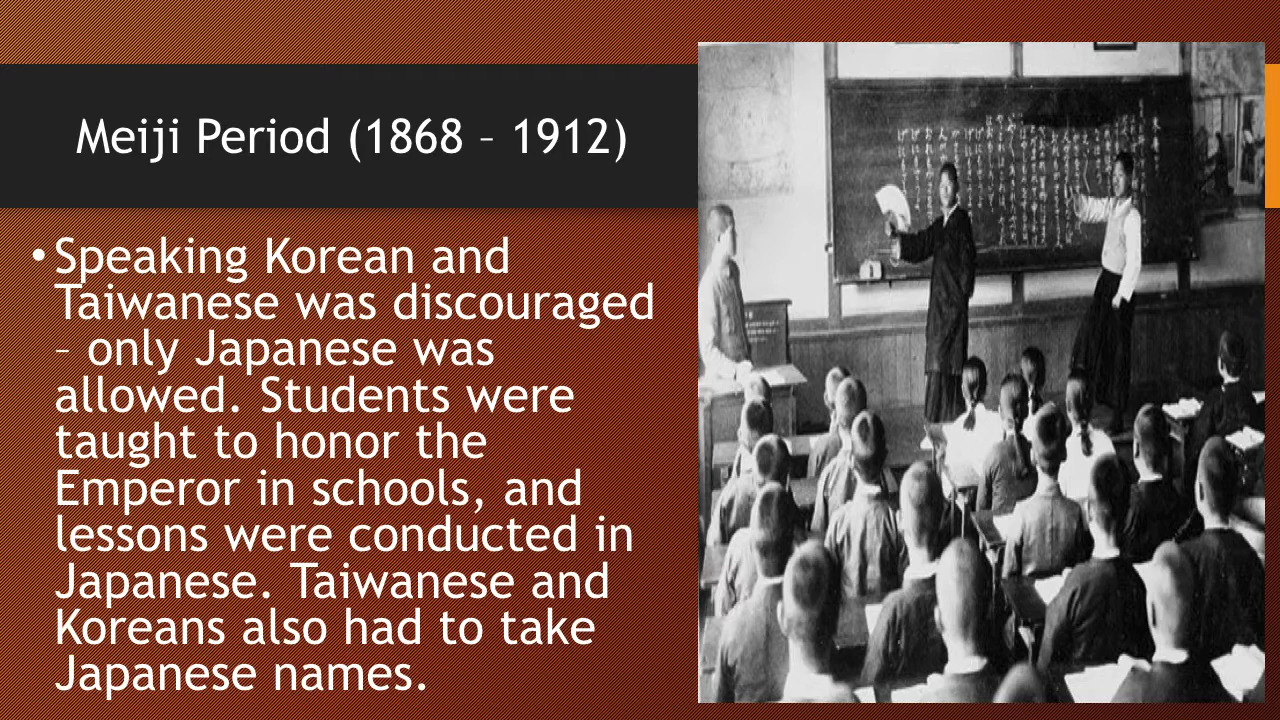 Meiji Period (1868 – 1912)
• Speaking Korean and
Taiwanese was discouraged
– only Japanese was
allowed. Students were
taught to honor the
Emperor in schools, and
lessons were conducted in
Japanese. Taiwanese and
Koreans also had to take
Japanese names.